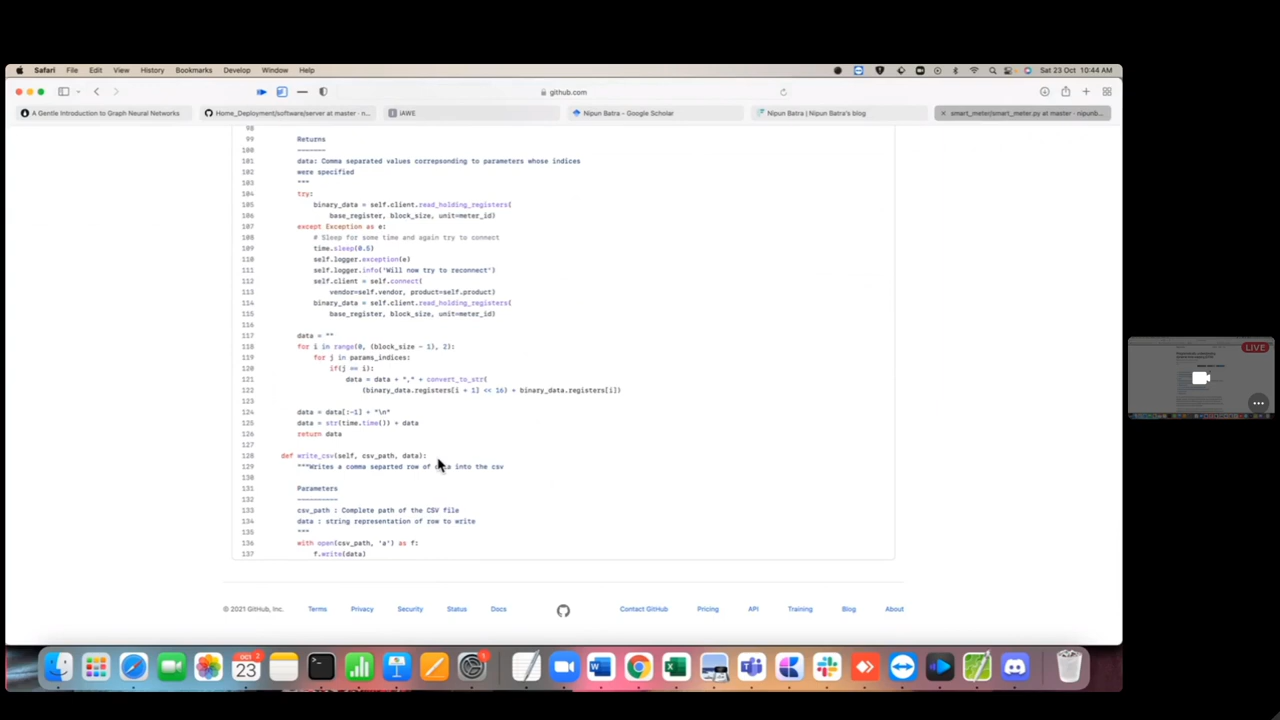 Safari File Edit View History Bookmarks Develop Window Help Sat 23 Oct 10:44 AM
github.com
A Gentle Introduction to Graph Neural Networks Home_Deployment/software/server at master · n... iAWE Nipun Batra - Google Scholar Nipun Batra | Nipun Batra's blog smart_meter/smart_meter.py at master · nipunb...
98
99 Returns
100 -------
101 data: Comma separated values correpsonding to parameters whose indices
102 were specified
103 """
104 try:
105 binary_data = self.client.read_holding_registers(
106 base_register, block_size, unit=meter_id)
107 except Exception as e:
108 # Sleep for some time and again try to connect
109 time.sleep(0.5)
110 self.logger.exception(e)
111 self.logger.info('Will now try to reconnect')
112 self.client = self.connect(
113 vendor=self.vendor, product=self.product)
114 binary_data = self.client.read_holding_registers(
115 base_register, block_size, unit=meter_id)
116
117 data = ""
118 for i in range(0, (block_size - 1), 2):
119 for j in params_indices:
120 if(j == i):
121 data = data + "," + convert_to_str(
122 (binary_data.registers[i + 1] << 16) + binary_data.registers[i])
123
124 data = data[:-1] + "\n"
125 data = str(time.time()) + data
126 return data
127
128 def write_csv(self, csv_path, data):
129 """Writes a comma separted row of data into the csv
130
131 Parameters
132 ----------
133 csv_path : Complete path of the CSV file
134 data : string representation of row to write
135 """
136 with open(csv_path, 'a') as f:
137 f.write(data)
© 2021 GitHub, Inc. Terms Privacy Security Status Docs Contact GitHub Pricing API Training Blog About
LIVE
OCT 2
23
1